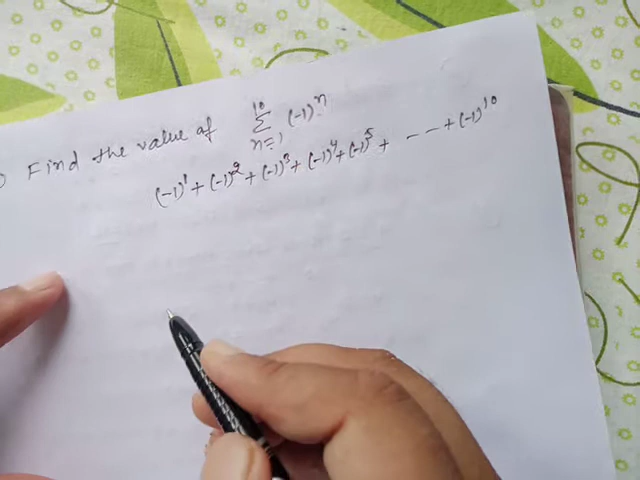 ) Find the value of \sum_{n=1}^{10} (-1)^n
(-1)^1 + (-1)^2 + (-1)^3 + (-1)^4 + (-1)^5 + - - - + (-1)^{10}